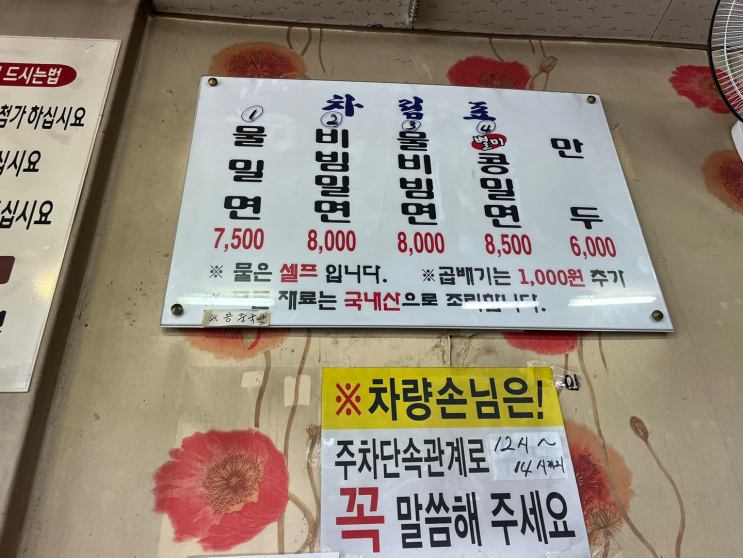 드시는법
첨가 하십시요
십시요
십시요
차림표
① 물밀면 7,500
② 비빔밀면 8,000
③ 물비빔면 8,000
④ 별미 콩밀면 8,500
만두 6,000
※ 물은 셀프 입니다. ※곱배기는 1,000원 추가
재료는 국내산으로 조리합니다.
※차량손님은!
주차단속관계로 12시~
14시까지
꼭 말씀해 주세요